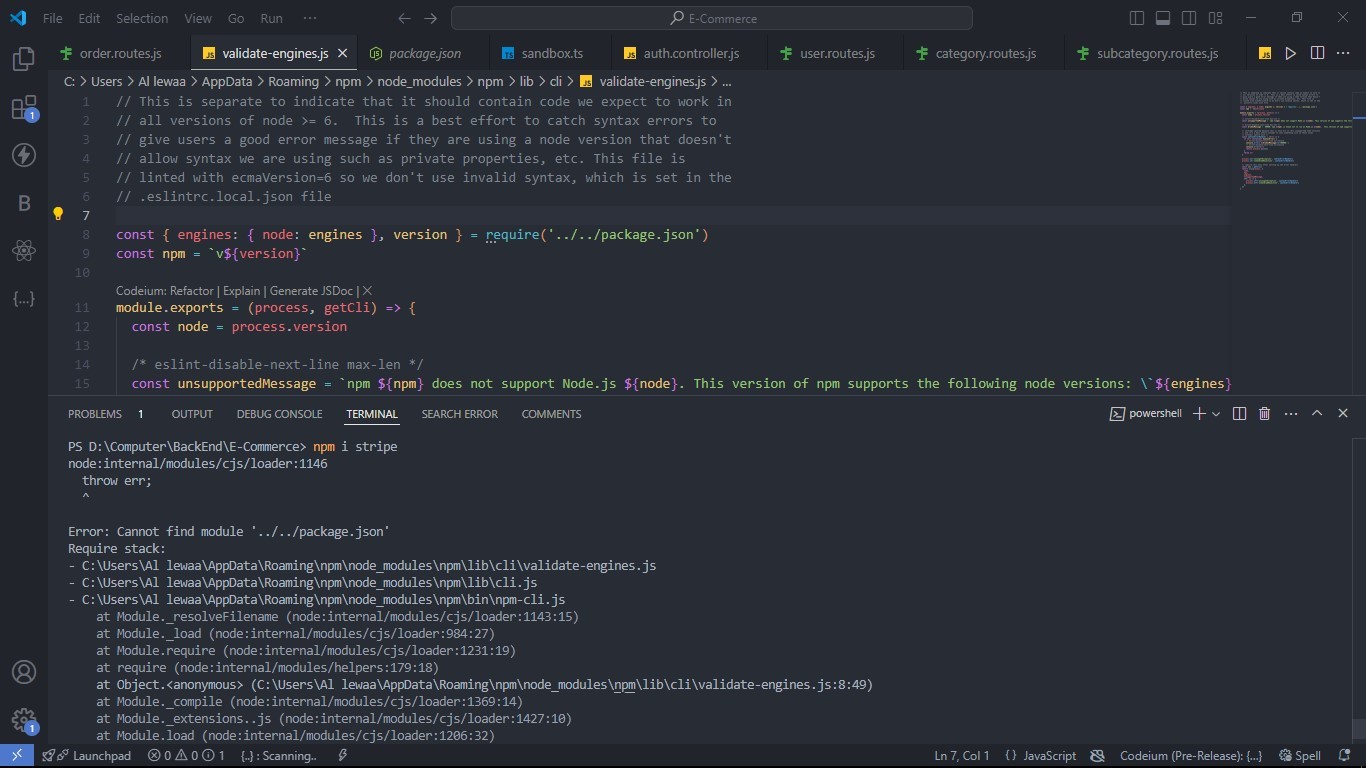 File Edit Selection View Go Run ··· E-Commerce
order.routes.js validate-engines.js package.json sandbox.ts auth.controller.js user.routes.js category.routes.js subcategory.routes.js
C: > Users > Al lewaa > AppData > Roaming > npm > node_modules > npm > lib > cli > validate-engines.js > ...
1 // This is separate to indicate that it should contain code we expect to work in
2 // all versions of node >= 6.  This is a best effort to catch syntax errors to
3 // give users a good error message if they are using a node version that doesn't
4 // allow syntax we are using such as private properties, etc. This file is
5 // linted with ecmaVersion=6 so we don't use invalid syntax, which is set in the
6 // .eslintrc.local.json file
7
8 const { engines: { node: engines }, version } = require('../../package.json')
9 const npm = `v${version}`
10
Codeium: Refactor | Explain | Generate JSDoc | X
11 module.exports = (process, getCli) => {
12 const node = process.version
13
14 /* eslint-disable-next-line max-len */
15 const unsupportedMessage = `npm ${npm} does not support Node.js ${node}. This version of npm supports the following node versions: \`${engines}
PROBLEMS 1 OUTPUT DEBUG CONSOLE TERMINAL SEARCH ERROR COMMENTS powershell
PS D:\Computer\BackEnd\E-Commerce> npm i stripe
node:internal/modules/cjs/loader:1146
throw err;
^
Error: Cannot find module '../../package.json'
Require stack:
- C:\Users\Al lewaa\AppData\Roaming\npm\node_modules\npm\lib\cli\validate-engines.js
- C:\Users\Al lewaa\AppData\Roaming\npm\node_modules\npm\lib\cli.js
- C:\Users\Al lewaa\AppData\Roaming\npm\node_modules\npm\bin\npm-cli.js
at Module._resolveFilename (node:internal/modules/cjs/loader:1143:15)
at Module._load (node:internal/modules/cjs/loader:984:27)
at Module.require (node:internal/modules/cjs/loader:1231:19)
at require (node:internal/modules/helpers:179:18)
at Object.<anonymous> (C:\Users\Al lewaa\AppData\Roaming\npm\node_modules\npm\lib\cli\validate-engines.js:8:49)
at Module._compile (node:internal/modules/cjs/loader:1369:14)
at Module._extensions..js (node:internal/modules/cjs/loader:1427:10)
at Module.load (node:internal/modules/cjs/loader:1206:32)
Launchpad 0 0 1 {..} : Scanning.. Ln 7, Col 1 {} JavaScript Codeium (Pre-Release): {...} Spell